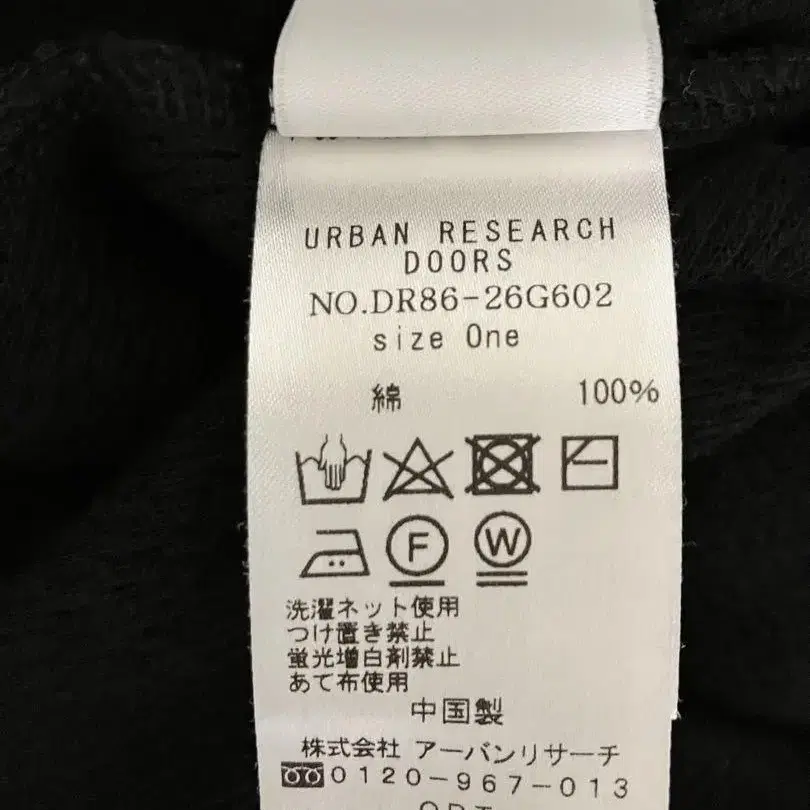 URBAN RESEARCH
DOORS
NO.DR86-26G602
size One
綿 100%
F W
洗濯ネット使用
つけ置き禁止
蛍光増白剤禁止
あて布使用
中国製
株式会社 アーバンリサーチ
0120-967-013